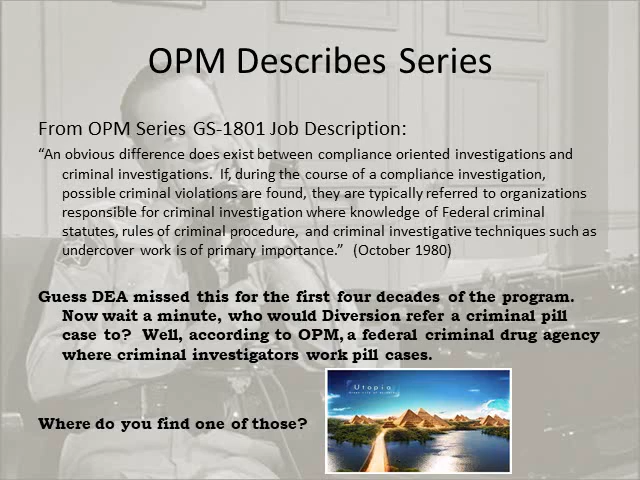 OPM Describes Series
From OPM Series GS-1801 Job Description:
“An obvious difference does exist between compliance oriented investigations and
criminal investigations.  If, during the course of a compliance investigation,
possible criminal violations are found, they are typically referred to organizations
responsible for criminal investigation where knowledge of Federal criminal
statutes, rules of criminal procedure, and criminal investigative techniques such as
undercover work is of primary importance.”  (October 1980)
Guess DEA missed this for the first four decades of the program.
Now wait a minute, who would Diversion refer a criminal pill
case to?  Well, according to OPM, a federal criminal drug agency
where criminal investigators work pill cases.
Utopia
Where do you find one of those?